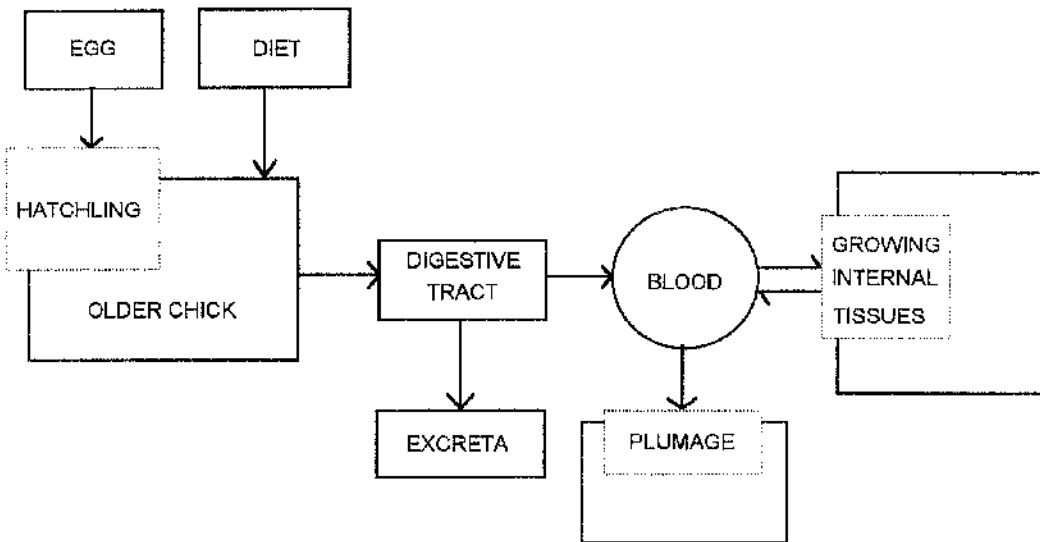 EGG
DIET
HATCHLING
OLDER CHICK
DIGESTIVE
TRACT
EXCRETA
BLOOD
PLUMAGE
GROWING
INTERNAL
TISSUES